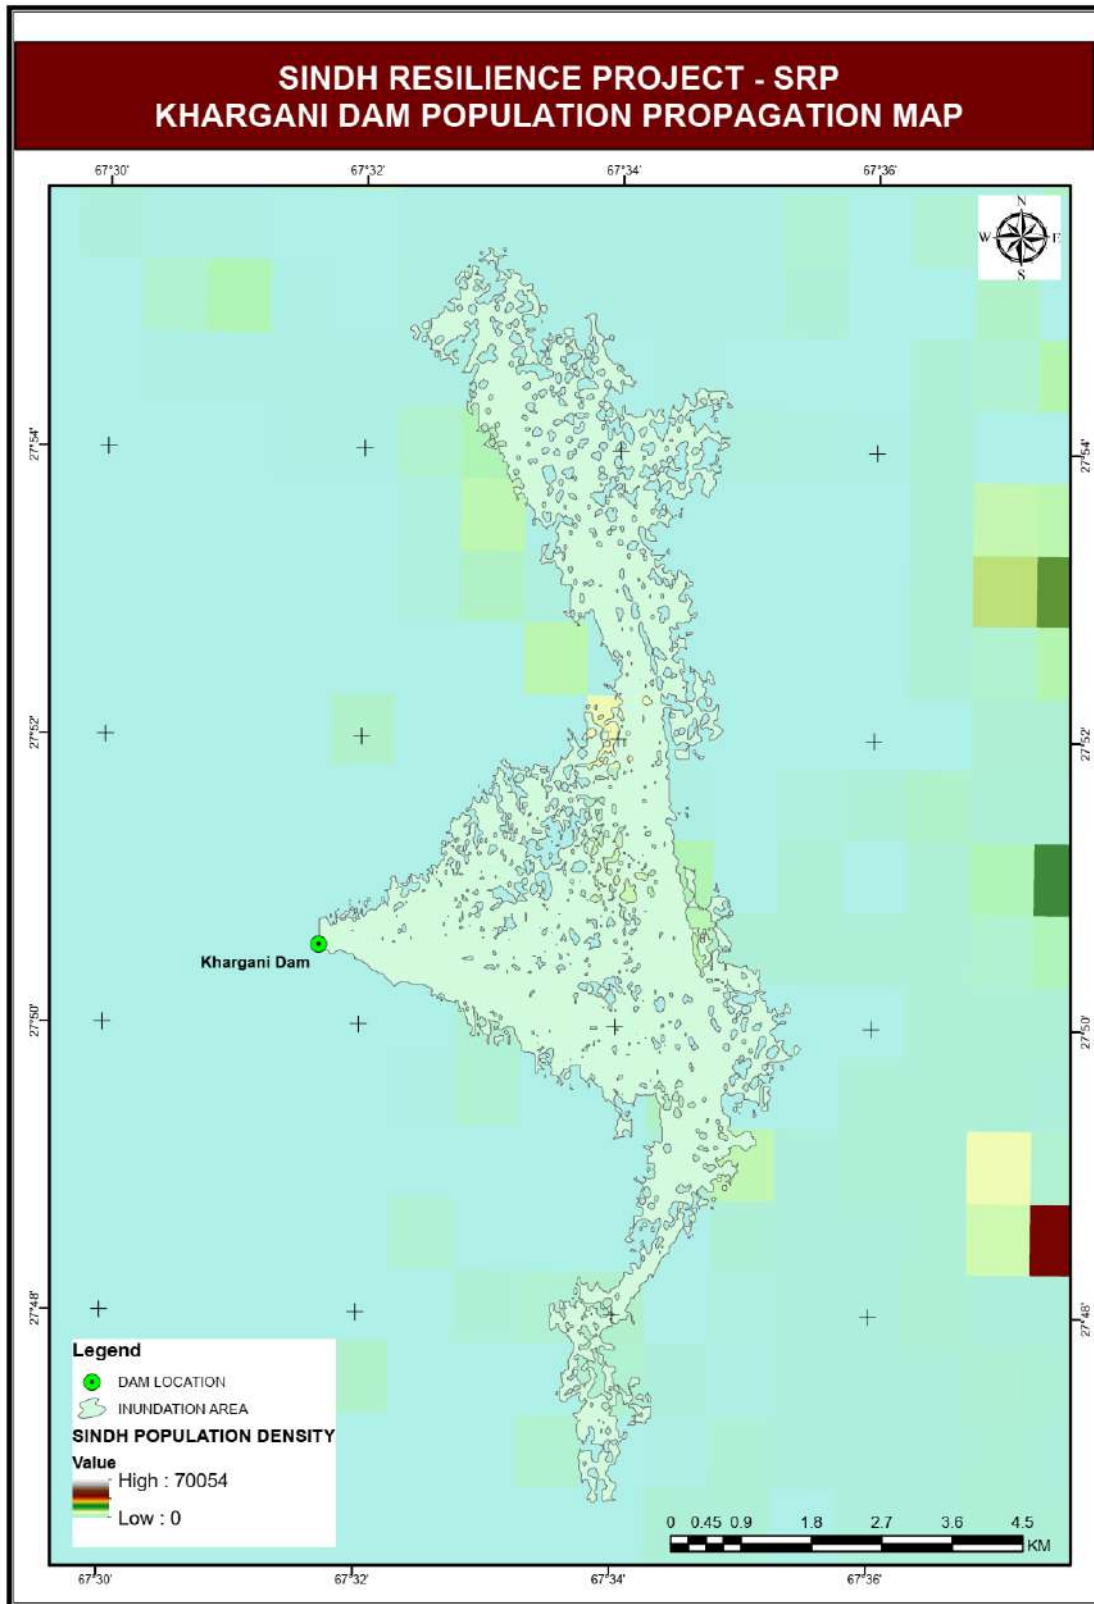 SINDH RESILIENCE PROJECT - SRP
KHARGANI DAM POPULATION PROPAGATION MAP
67°30' 67°32' 67°34' 67°36'
N
W E
S
27°54' 27°54'
27°52' 27°52'
Khargani Dam
27°50' 27°50'
27°48' 27°48'
Legend
DAM LOCATION
INUNDATION AREA
SINDH POPULATION DENSITY
Value
High : 70054
Low : 0
0 0.45 0.9 1.8 2.7 3.6 4.5
KM
67°30' 67°32' 67°34' 67°36'